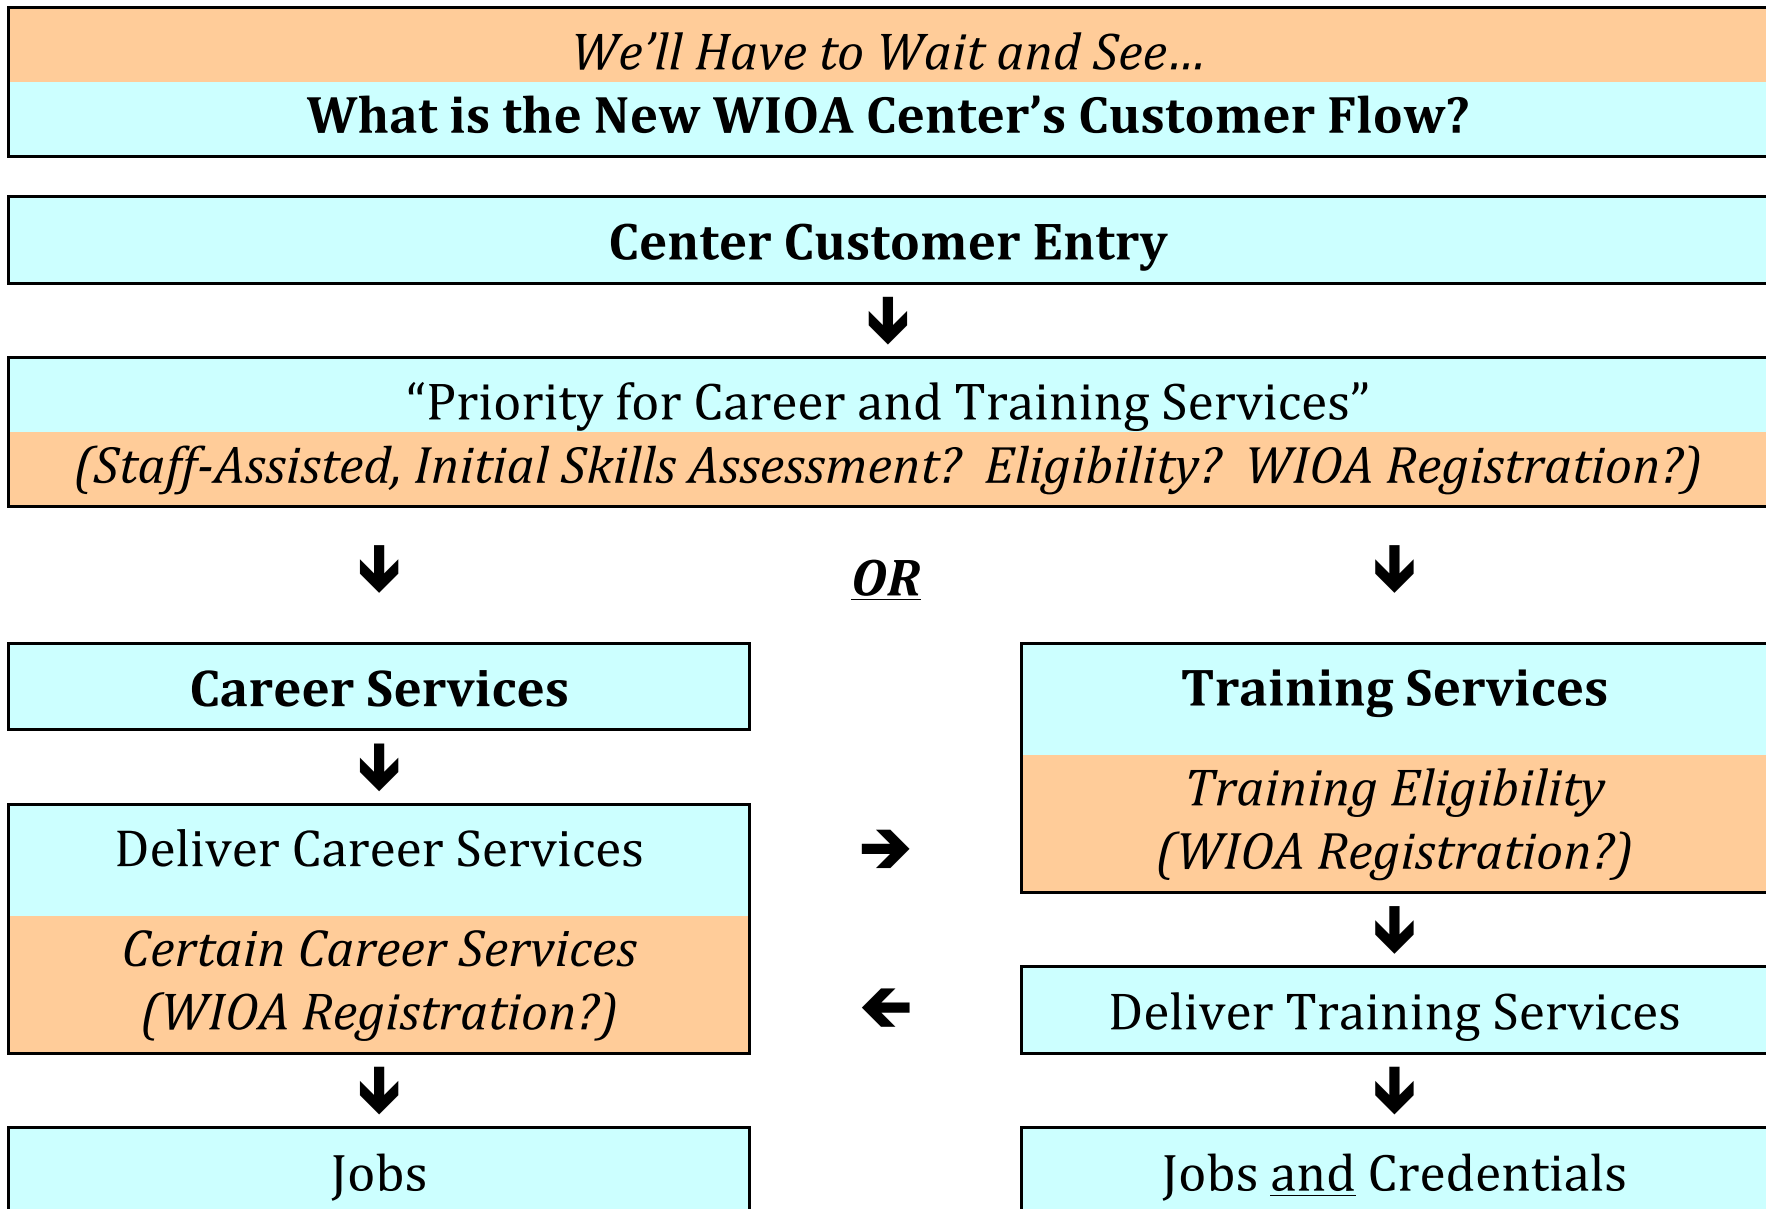 We’ll Have to Wait and See…
What is the New WIOA Center’s Customer Flow?
Center Customer Entry
“Priority for Career and Training Services”
(Staff-Assisted, Initial Skills Assessment?  Eligibility?  WIOA Registration?)
OR
Career Services
Training Services
Training Eligibility
(WIOA Registration?)
Deliver Career Services
Certain Career Services
(WIOA Registration?)
Deliver Training Services
Jobs
Jobs and Credentials